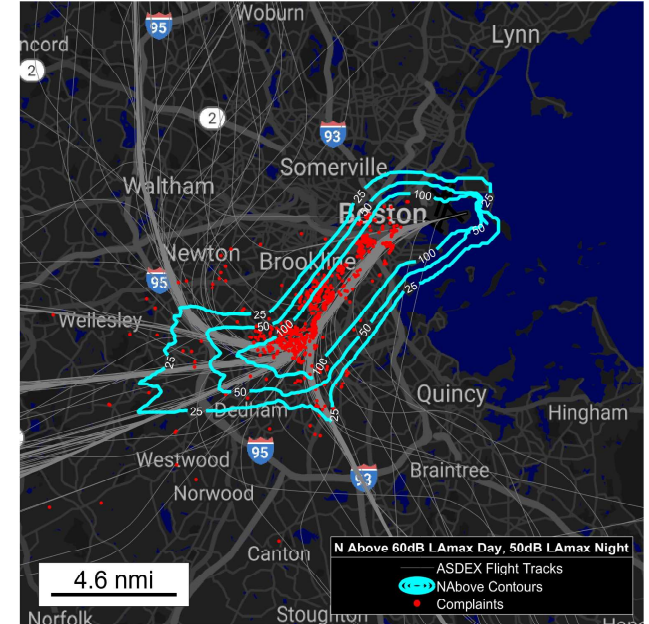 Woburn
95
Lynn
ncord
2
2
93
Somerville
Waltham
25
100
25
50
Boston
50
Newton
Brookline
100
95
25
25
50
Wellesley
100
50
25
100
50
Quincy
25
Dedham
25
Hingham
95
Westwood
93
Braintree
Norwood
Canton
N Above 60dB LAmax Day, 50dB LAmax Night
ASDEX Flight Tracks
NAbove Contours
Complaints
4.6 nmi
Norfolk
Stoughton